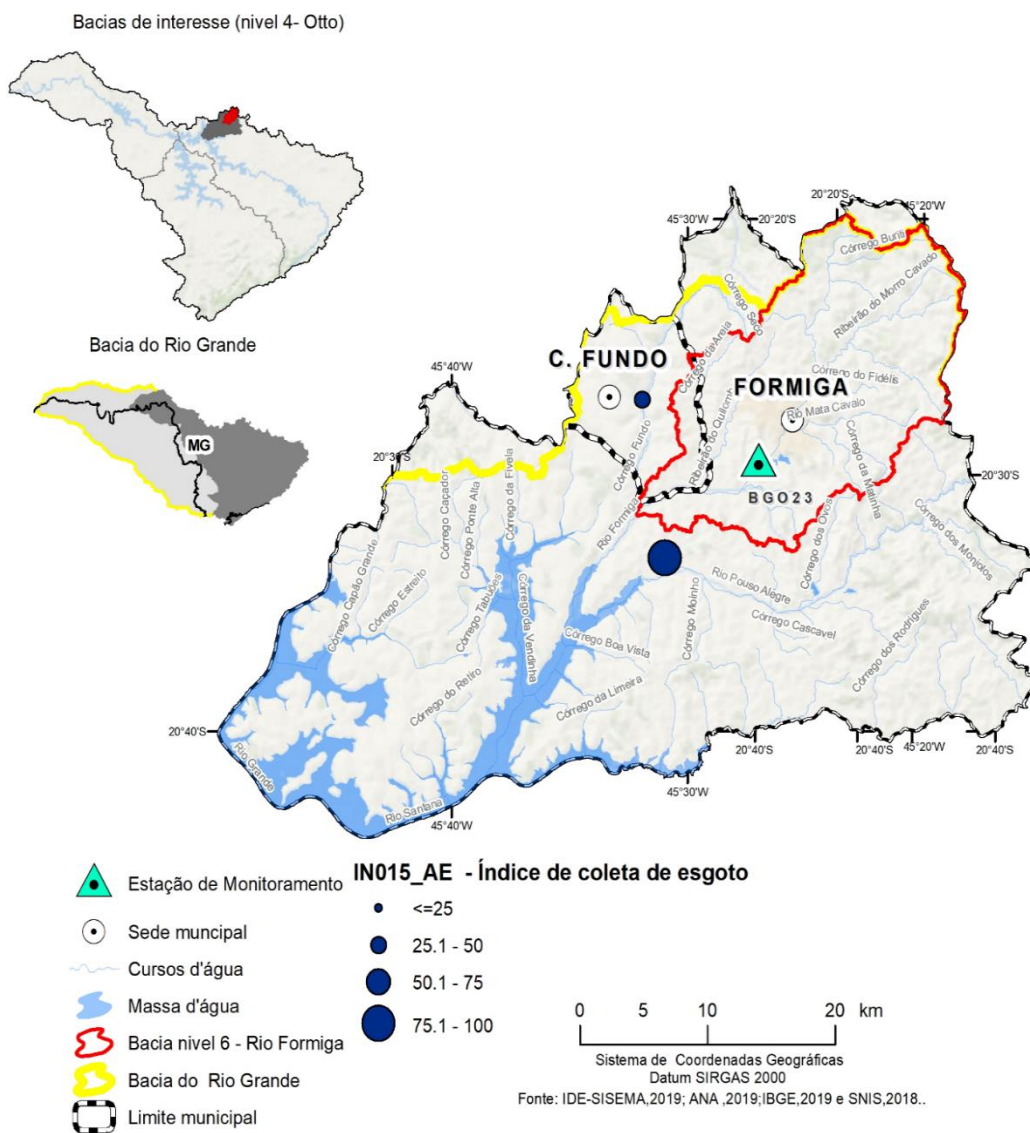 Bacias de interesse (nivel 4- Otto)
Bacia do Rio Grande
MG
20°20'S
45°20'W
45°30'W
20°20'S
Córrego Buriti
Ribeirão do Morro Cavado
Córrego Seco
Córrego da Areia
C. FUNDO
FORMIGA
Córrego do Fidélis
Rio Mata Cavalo
45°40'W
Ribeirão do Quilombo
Córrego Fundo
Córrego da Matinha
20°30'S
20°30'S
BGO23
Córrego da Fivela
Córrego Caçador
Córrego Ponte Alta
Rio Formiga
Córrego dos Ovos
Córrego dos Monjolos
Córrego Capão Grande
Córrego Estreito
Córrego Tabuões
Córrego da Vendinha
Rio Pouso Alegre
Córrego Moinho
Córrego Cascavel
Córrego dos Rodrigues
Córrego Boa Vista
Córrego do Retiro
Córrego da Limeira
20°40'S
20°40'S
20°40'S
45°20'W
20°40'S
Rio Grande
Rio Santana
45°30'W
45°40'W
Estação de Monitoramento
Sede muncipal
Cursos d'água
Massa d'água
Bacia nivel 6 - Rio Formiga
Bacia do Rio Grande
Limite municipal
IN015_AE - Índice de coleta de esgoto
<=25
25.1 - 50
50.1 - 75
75.1 - 100
0 5 10 20 km
Sistema de Coordenadas Geográficas
Datum SIRGAS 2000
Fonte: IDE-SISEMA,2019; ANA ,2019;IBGE,2019 e SNIS,2018..